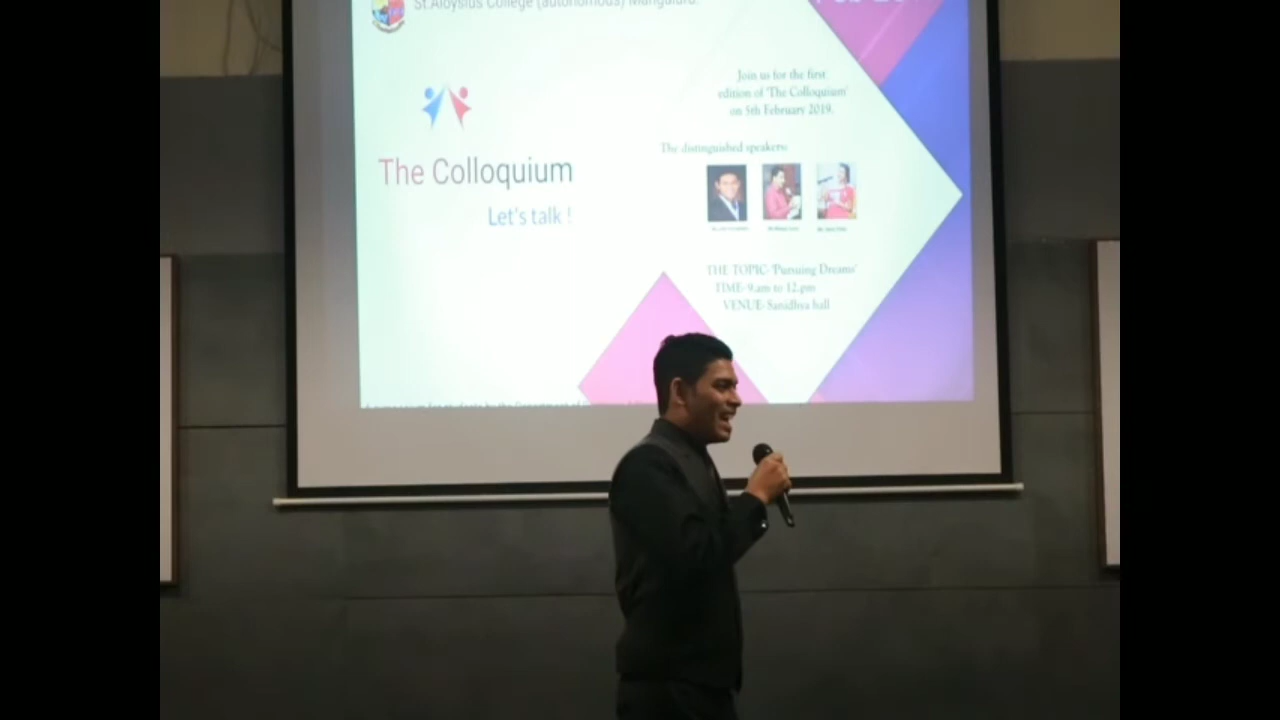 St.Aloysius College (autonomous) Mangaluru.
Join us for the first
edition of 'The Colloquium'
on 5th February 2019.
The distinguished speakers:
The Colloquium
Let's talk !
THE TOPIC- 'Pursuing Dreams'
TIME- 9.am to 12.pm
VENUE- Sanidhya hall